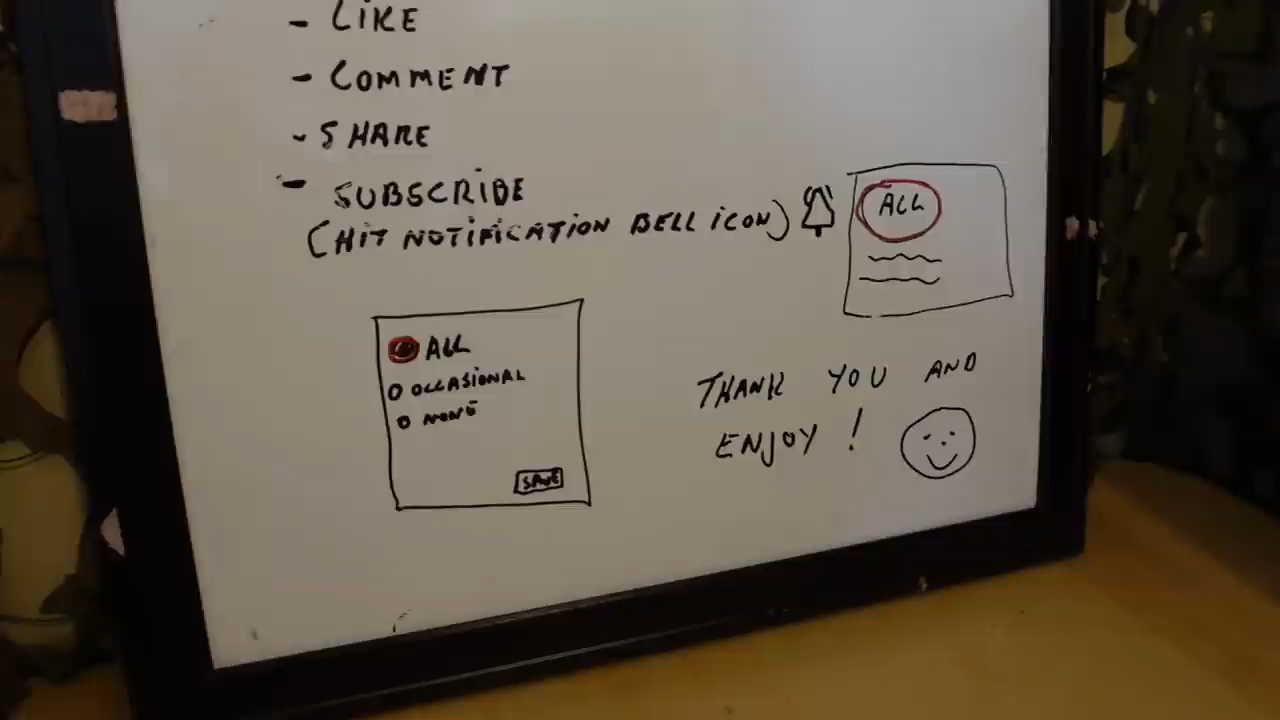 - LIKE
- COMMENT
- SHARE
- SUBSCRIBE
(HIT NOTIFICATION BELL ICON)
ALL
ALL
OCCASIONAL
NONE
SAVE
THANK YOU AND
ENJOY!